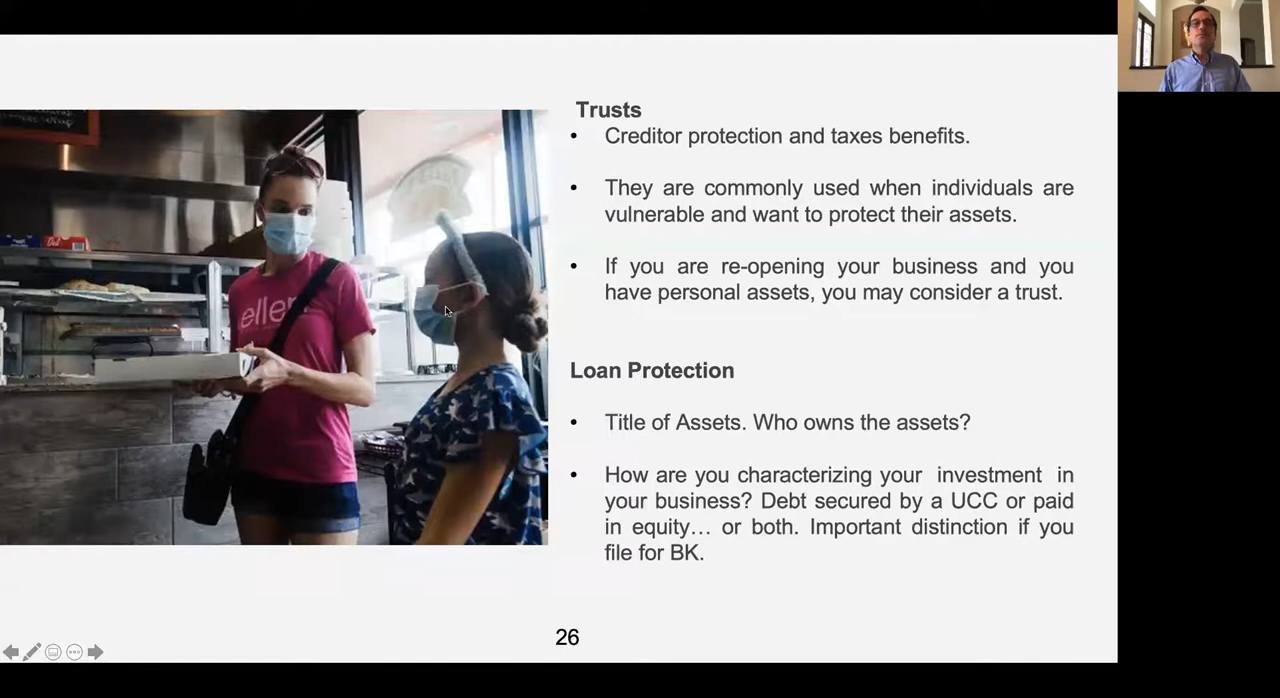 Trusts
• Creditor protection and taxes benefits.
• They are commonly used when individuals are
vulnerable and want to protect their assets.
• If you are re-opening your business and you
have personal assets, you may consider a trust.
Loan Protection
• Title of Assets. Who owns the assets?
• How are you characterizing your investment in
your business? Debt secured by a UCC or paid
in equity… or both. Important distinction if you
file for BK.
26